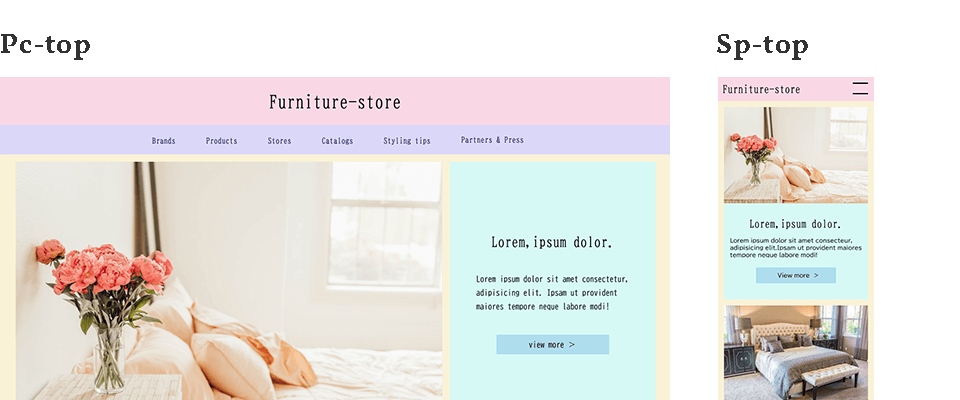 Pc-top
Sp-top
Furniture-store
Brands Products Stores Catalogs Styling tips Partners & Press
Lorem,ipsum dolor.
Lorem ipsum dolor sit amet consectetur,
adipisicing elit. Ipsam ut provident
maiores tempore neque labore modi!
view more >
Furniture-store
Lorem,ipsum dolor.
Lorem ipsum dolor sit amet consecteur,
adipisicing elit.Ipsam ut provident maiores
tempore neque labore modi!
View more >